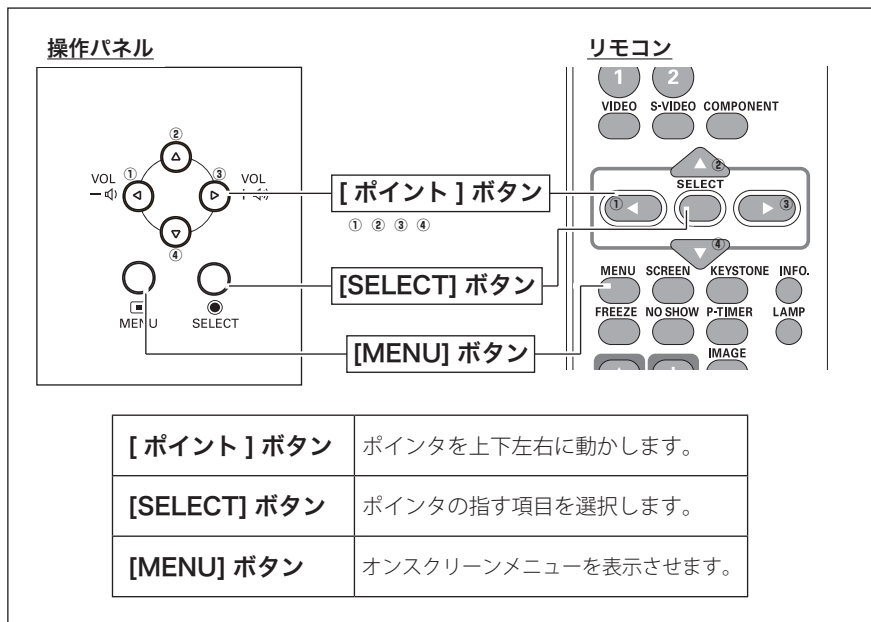 操作パネル
リモコン
1 2
VIDEO S-VIDEO COMPONENT
②
① ③
VOL VOL
④
MENU SELECT
[ ポイント ] ボタン
① ② ③ ④
[SELECT] ボタン
[MENU] ボタン
②
SELECT
① ③
④
MENU SCREEN KEYSTONE INFO.
FREEZE NO SHOW P-TIMER LAMP
IMAGE
[ ポイント ] ボタン ポインタを上下左右に動かします。
[SELECT] ボタン ポインタの指す項目を選択します。
[MENU] ボタン オンスクリーンメニューを表示させます。